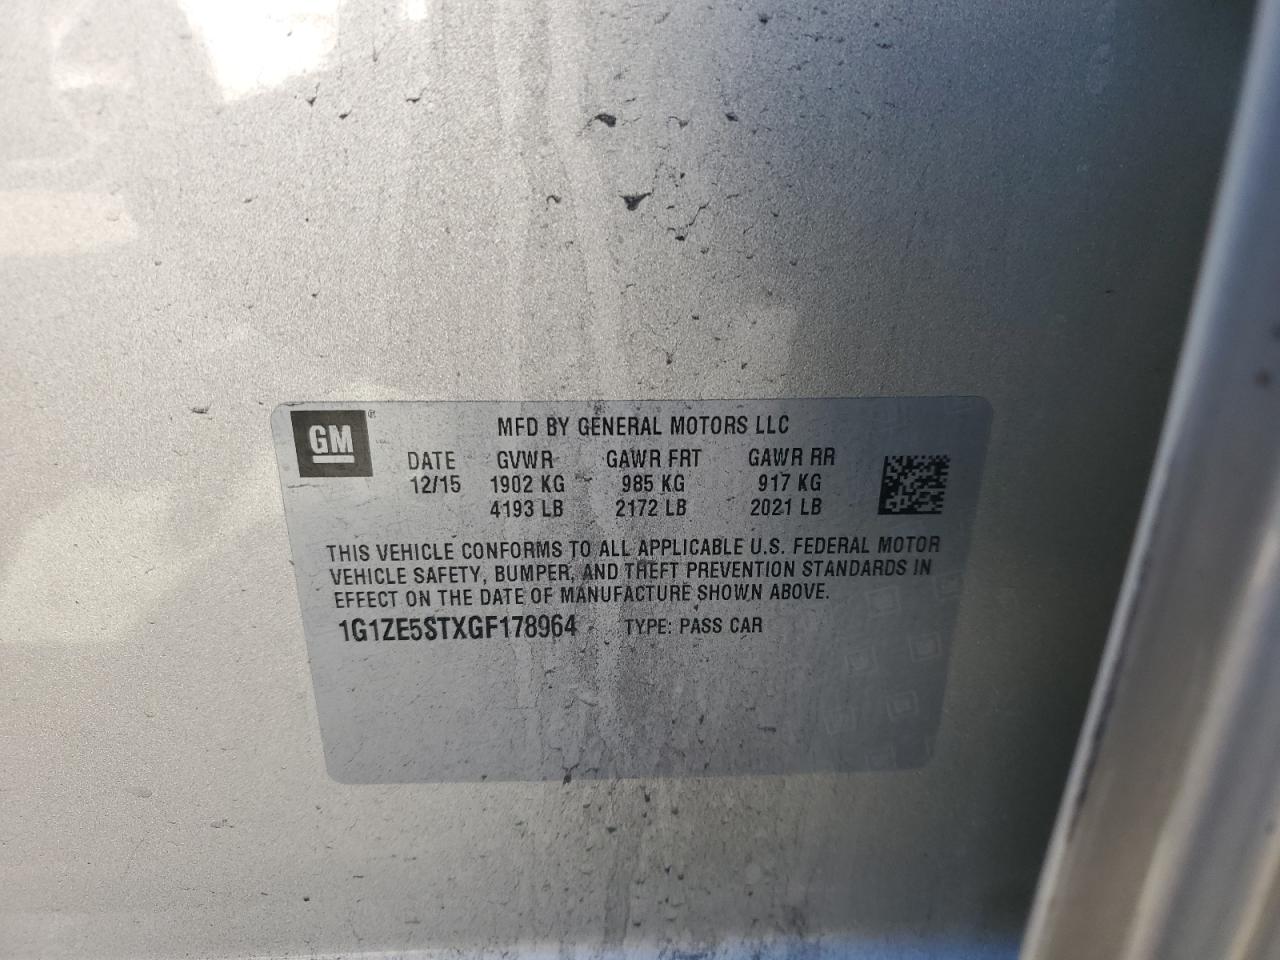 GM ®
MFD BY GENERAL MOTORS LLC
DATE GVWR GAWR FRT GAWR RR
12/15 1902 KG 985 KG 917 KG
4193 LB 2172 LB 2021 LB
THIS VEHICLE CONFORMS TO ALL APPLICABLE U.S. FEDERAL MOTOR
VEHICLE SAFETY, BUMPER, AND THEFT PREVENTION STANDARDS IN
EFFECT ON THE DATE OF MANUFACTURE SHOWN ABOVE.
1G1ZE5STXGF178964 TYPE: PASS CAR